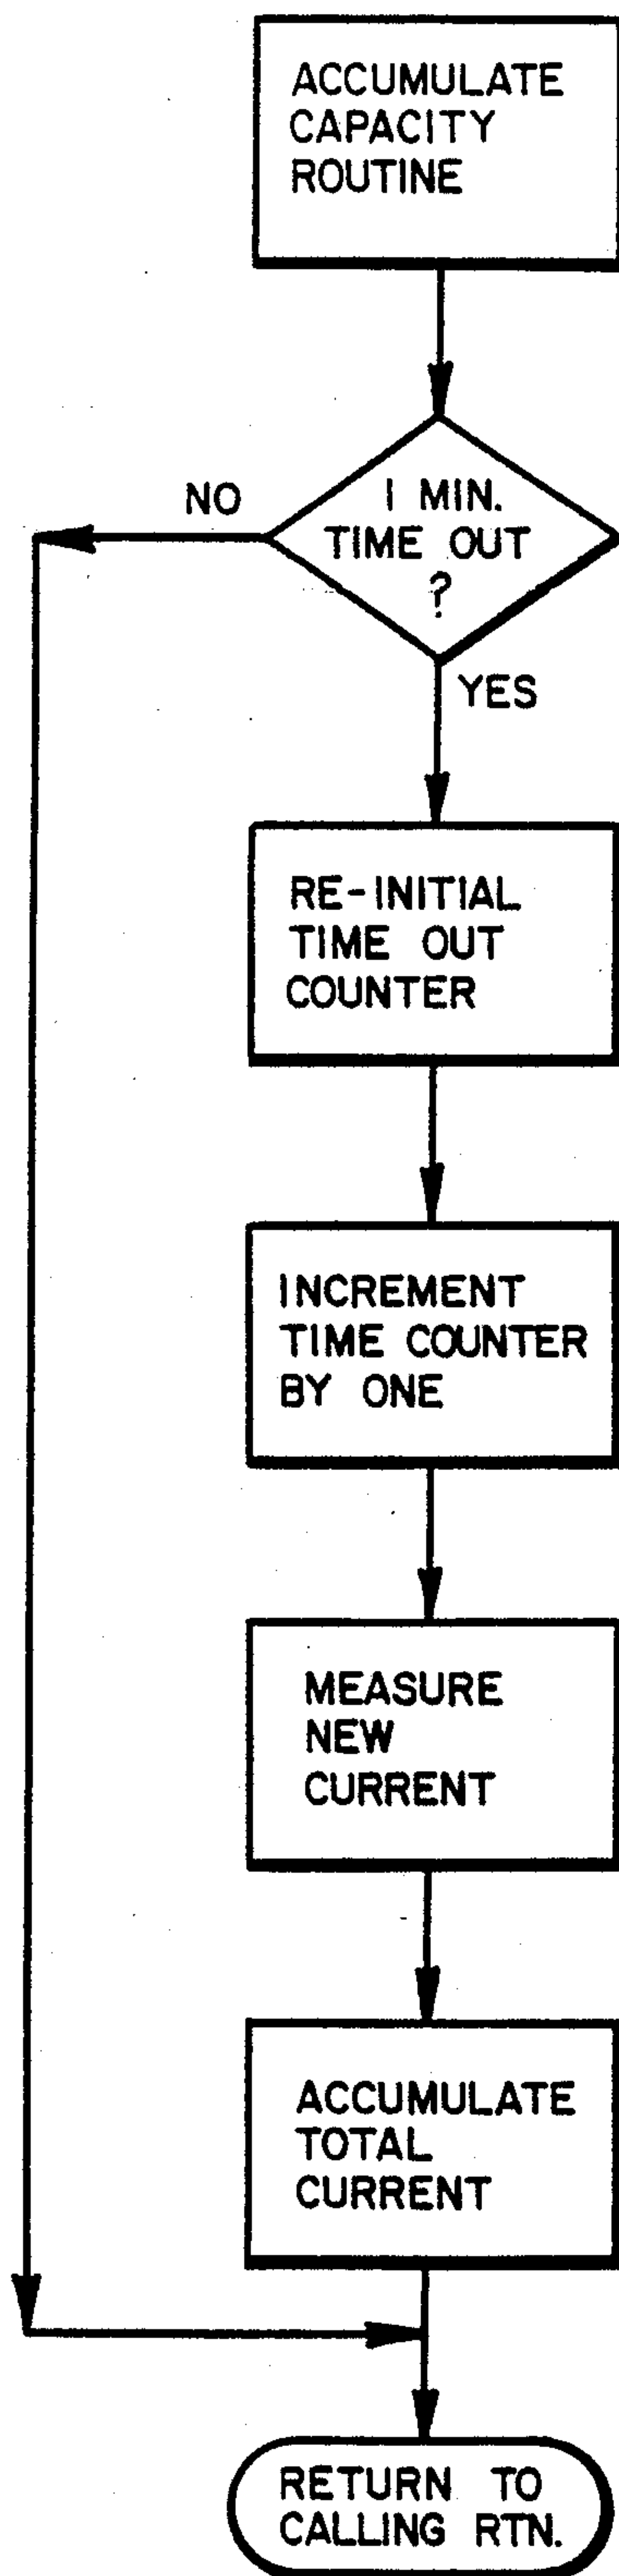 ACCUMULATE
CAPACITY
ROUTINE
NO
1 MIN.
TIME OUT
?
YES
RE-INITIAL
TIME OUT
COUNTER
INCREMENT
TIME COUNTER
BY ONE
MEASURE
NEW
CURRENT
ACCUMULATE
TOTAL
CURRENT
RETURN TO
CALLING RTN.